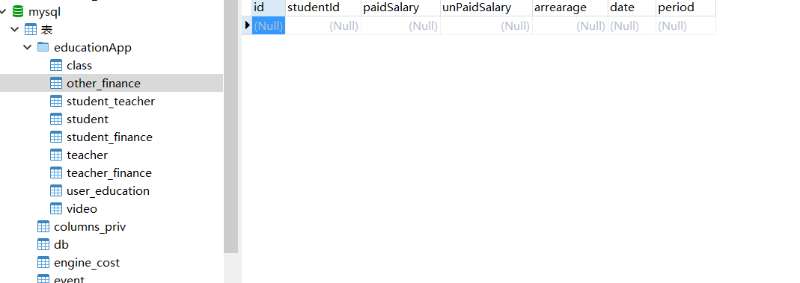 mysql
表
educationApp
class
other_finance
student_teacher
student
student_finance
teacher
teacher_finance
user_education
video
columns_priv
db
engine_cost
event
id studentId paidSalary unPaidSalary arrearage date period
(Null) (Null) (Null) (Null) (Null) (Null) (Null)